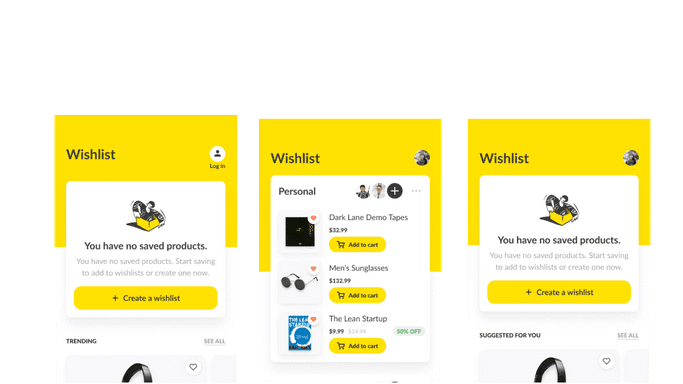 Wishlist
Log in
You have no saved products.
You have no saved products. Start saving
to add to wishlists or create one now.
+ Create a wishlist
TRENDING
SEE ALL
Wishlist
Personal
Dark Lane Demo Tapes
$32.99
Add to cart
Men's Sunglasses
$132.99
Add to cart
THE LEAN
STARTUP
The Lean Startup
$9.99 $19.99
50% OFF
Add to cart
Wishlist
You have no saved products.
You have no saved products. Start saving
to add to wishlists or create one now.
+ Create a wishlist
SUGGESTED FOR YOU
SEE ALL